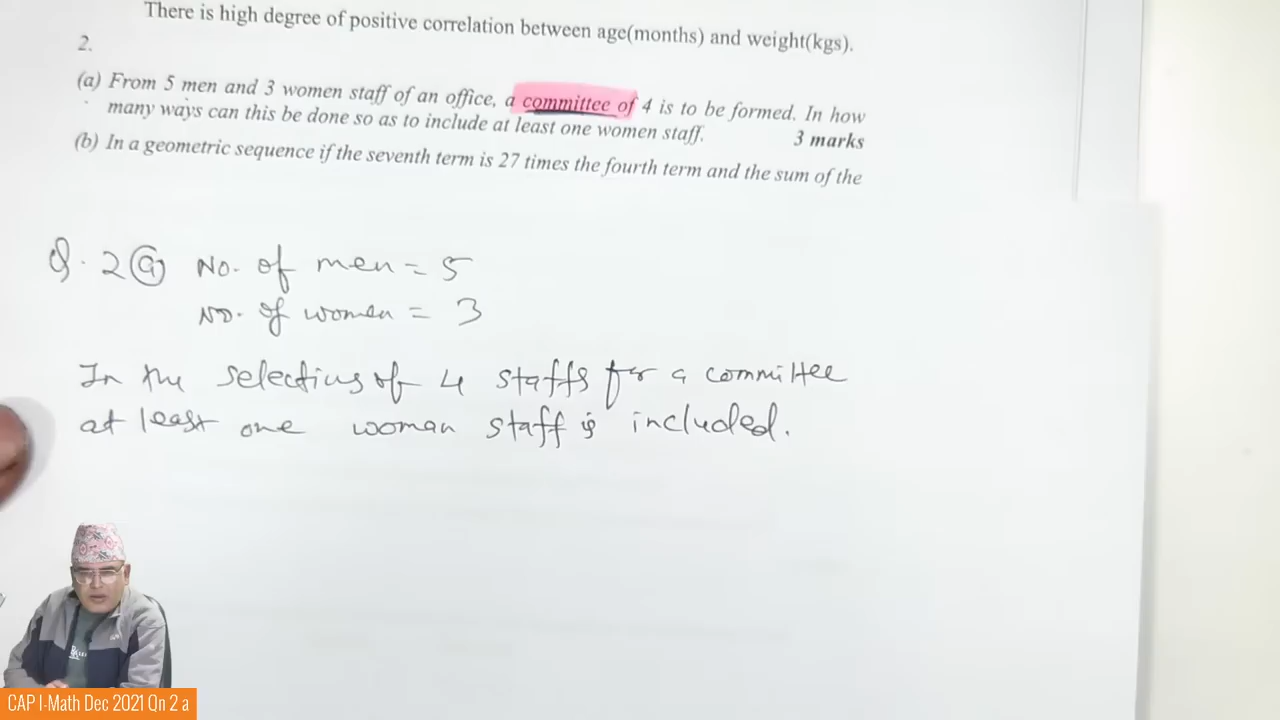 There is high degree of positive correlation between age(months) and weight(kgs).
2.
(a) From 5 men and 3 women staff of an office, a committee of 4 is to be formed. In how
many ways can this be done so as to include at least one women staff. 3 marks
(b) In a geometric sequence if the seventh term is 27 times the fourth term and the sum of the
Q. 2(a) No. of men = 5
No. of women = 3
In the selections of 4 staffs for a committee
at least one woman staff is included.
CAP I-Math Dec 2021 Qn 2 a